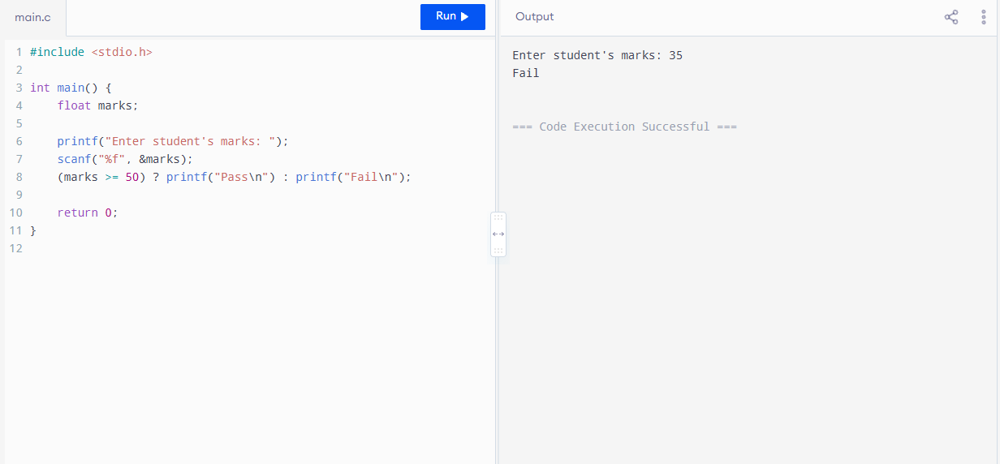 main.c
Run
1 #include <stdio.h>
2
3 int main() {
4     float marks;
5
6     printf("Enter student's marks: ");
7     scanf("%f", &marks);
8     (marks >= 50) ? printf("Pass\n") : printf("Fail\n");
9
10     return 0;
11 }
12
Output
Enter student's marks: 35
Fail
=== Code Execution Successful ===